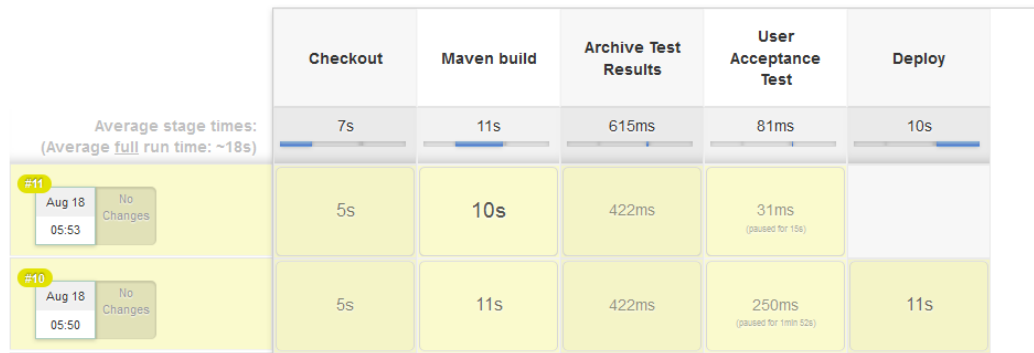 Checkout
Maven build
Archive Test
Results
User
Acceptance
Test
Deploy
Average stage times:
(Average full run time: ~18s)
7s
11s
615ms
81ms
10s
#11
Aug 18
05:53
No
Changes
5s
10s
422ms
31ms
(paused for 15s)
#10
Aug 18
05:50
No
Changes
5s
11s
422ms
250ms
(paused for 1min 52s)
11s